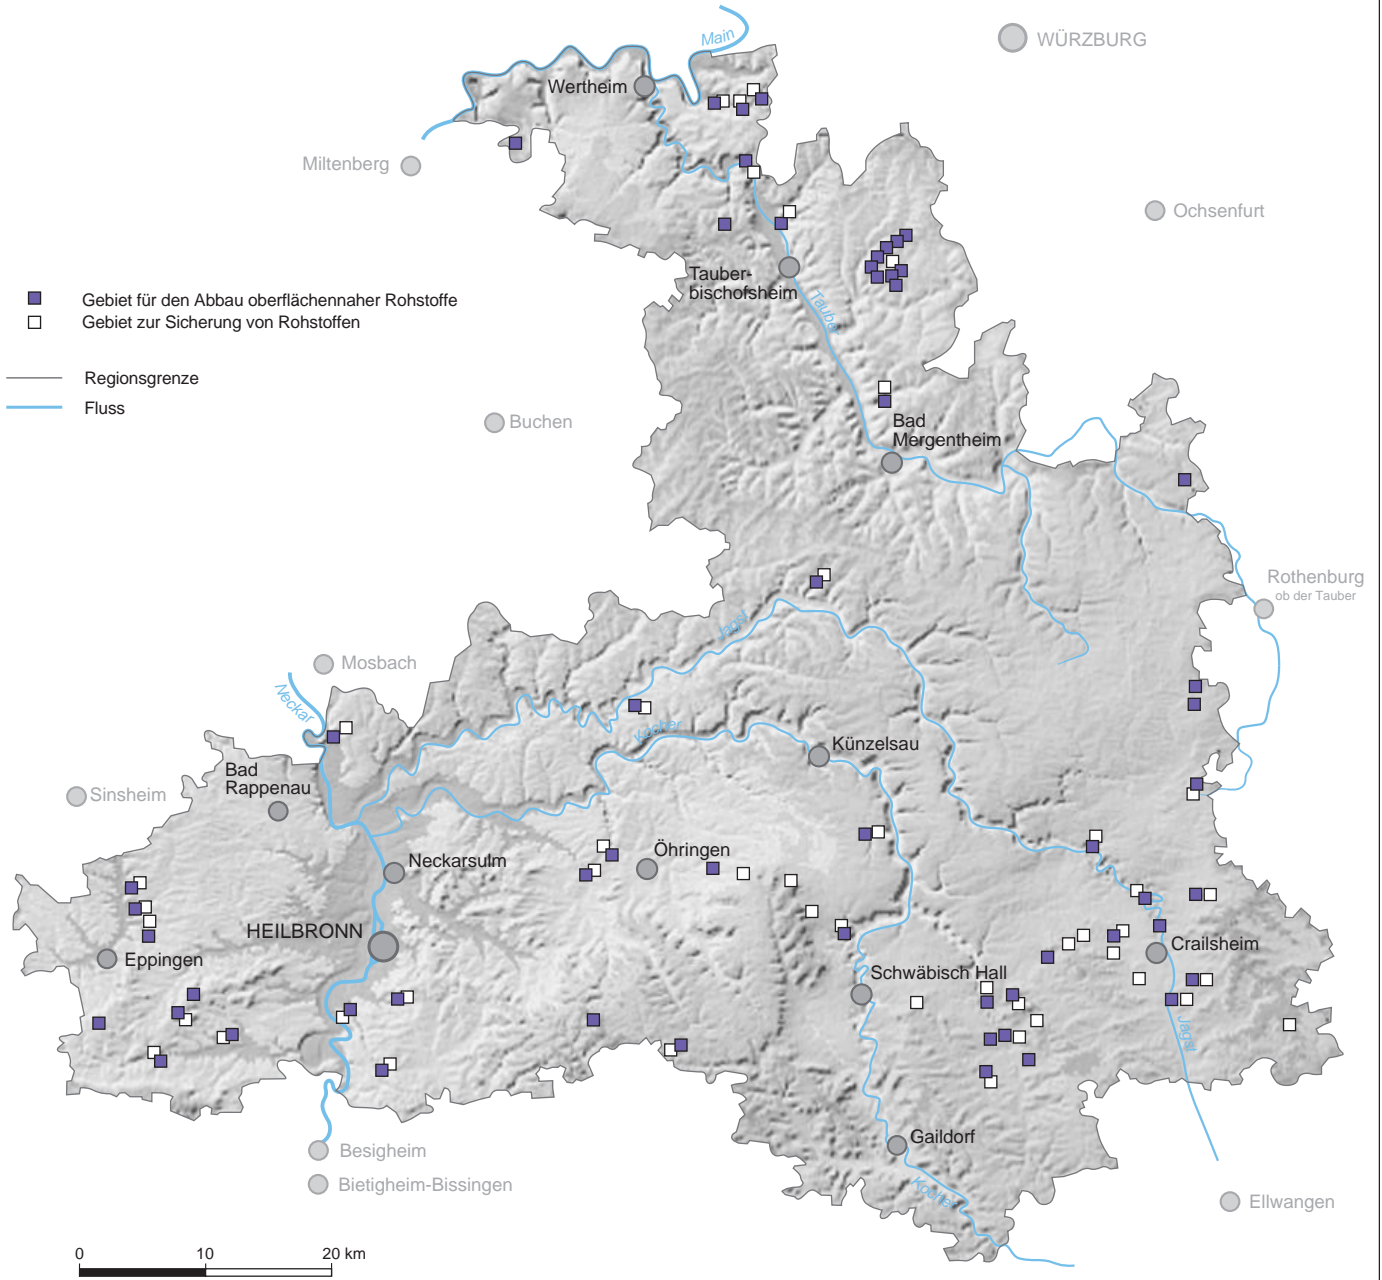 Main
WÜRZBURG
Wertheim
Miltenberg
Ochsenfurt
Tauber-
bischofsheim
Tauber
Gebiet für den Abbau oberflächennaher Rohstoffe
Gebiet zur Sicherung von Rohstoffen
Regionsgrenze
Fluss
Buchen
Bad
Mergentheim
Rothenburg
ob der Tauber
Jagst
Mosbach
Neckar
Kocher
Künzelsau
Bad
Rappenau
Sinsheim
Öhringen
Neckarsulm
HEILBRONN
Eppingen
Crailsheim
Schwäbisch Hall
Jagst
Gaildorf
Besigheim
Bietigheim-Bissingen
Kocher
Ellwangen
0 10 20 km